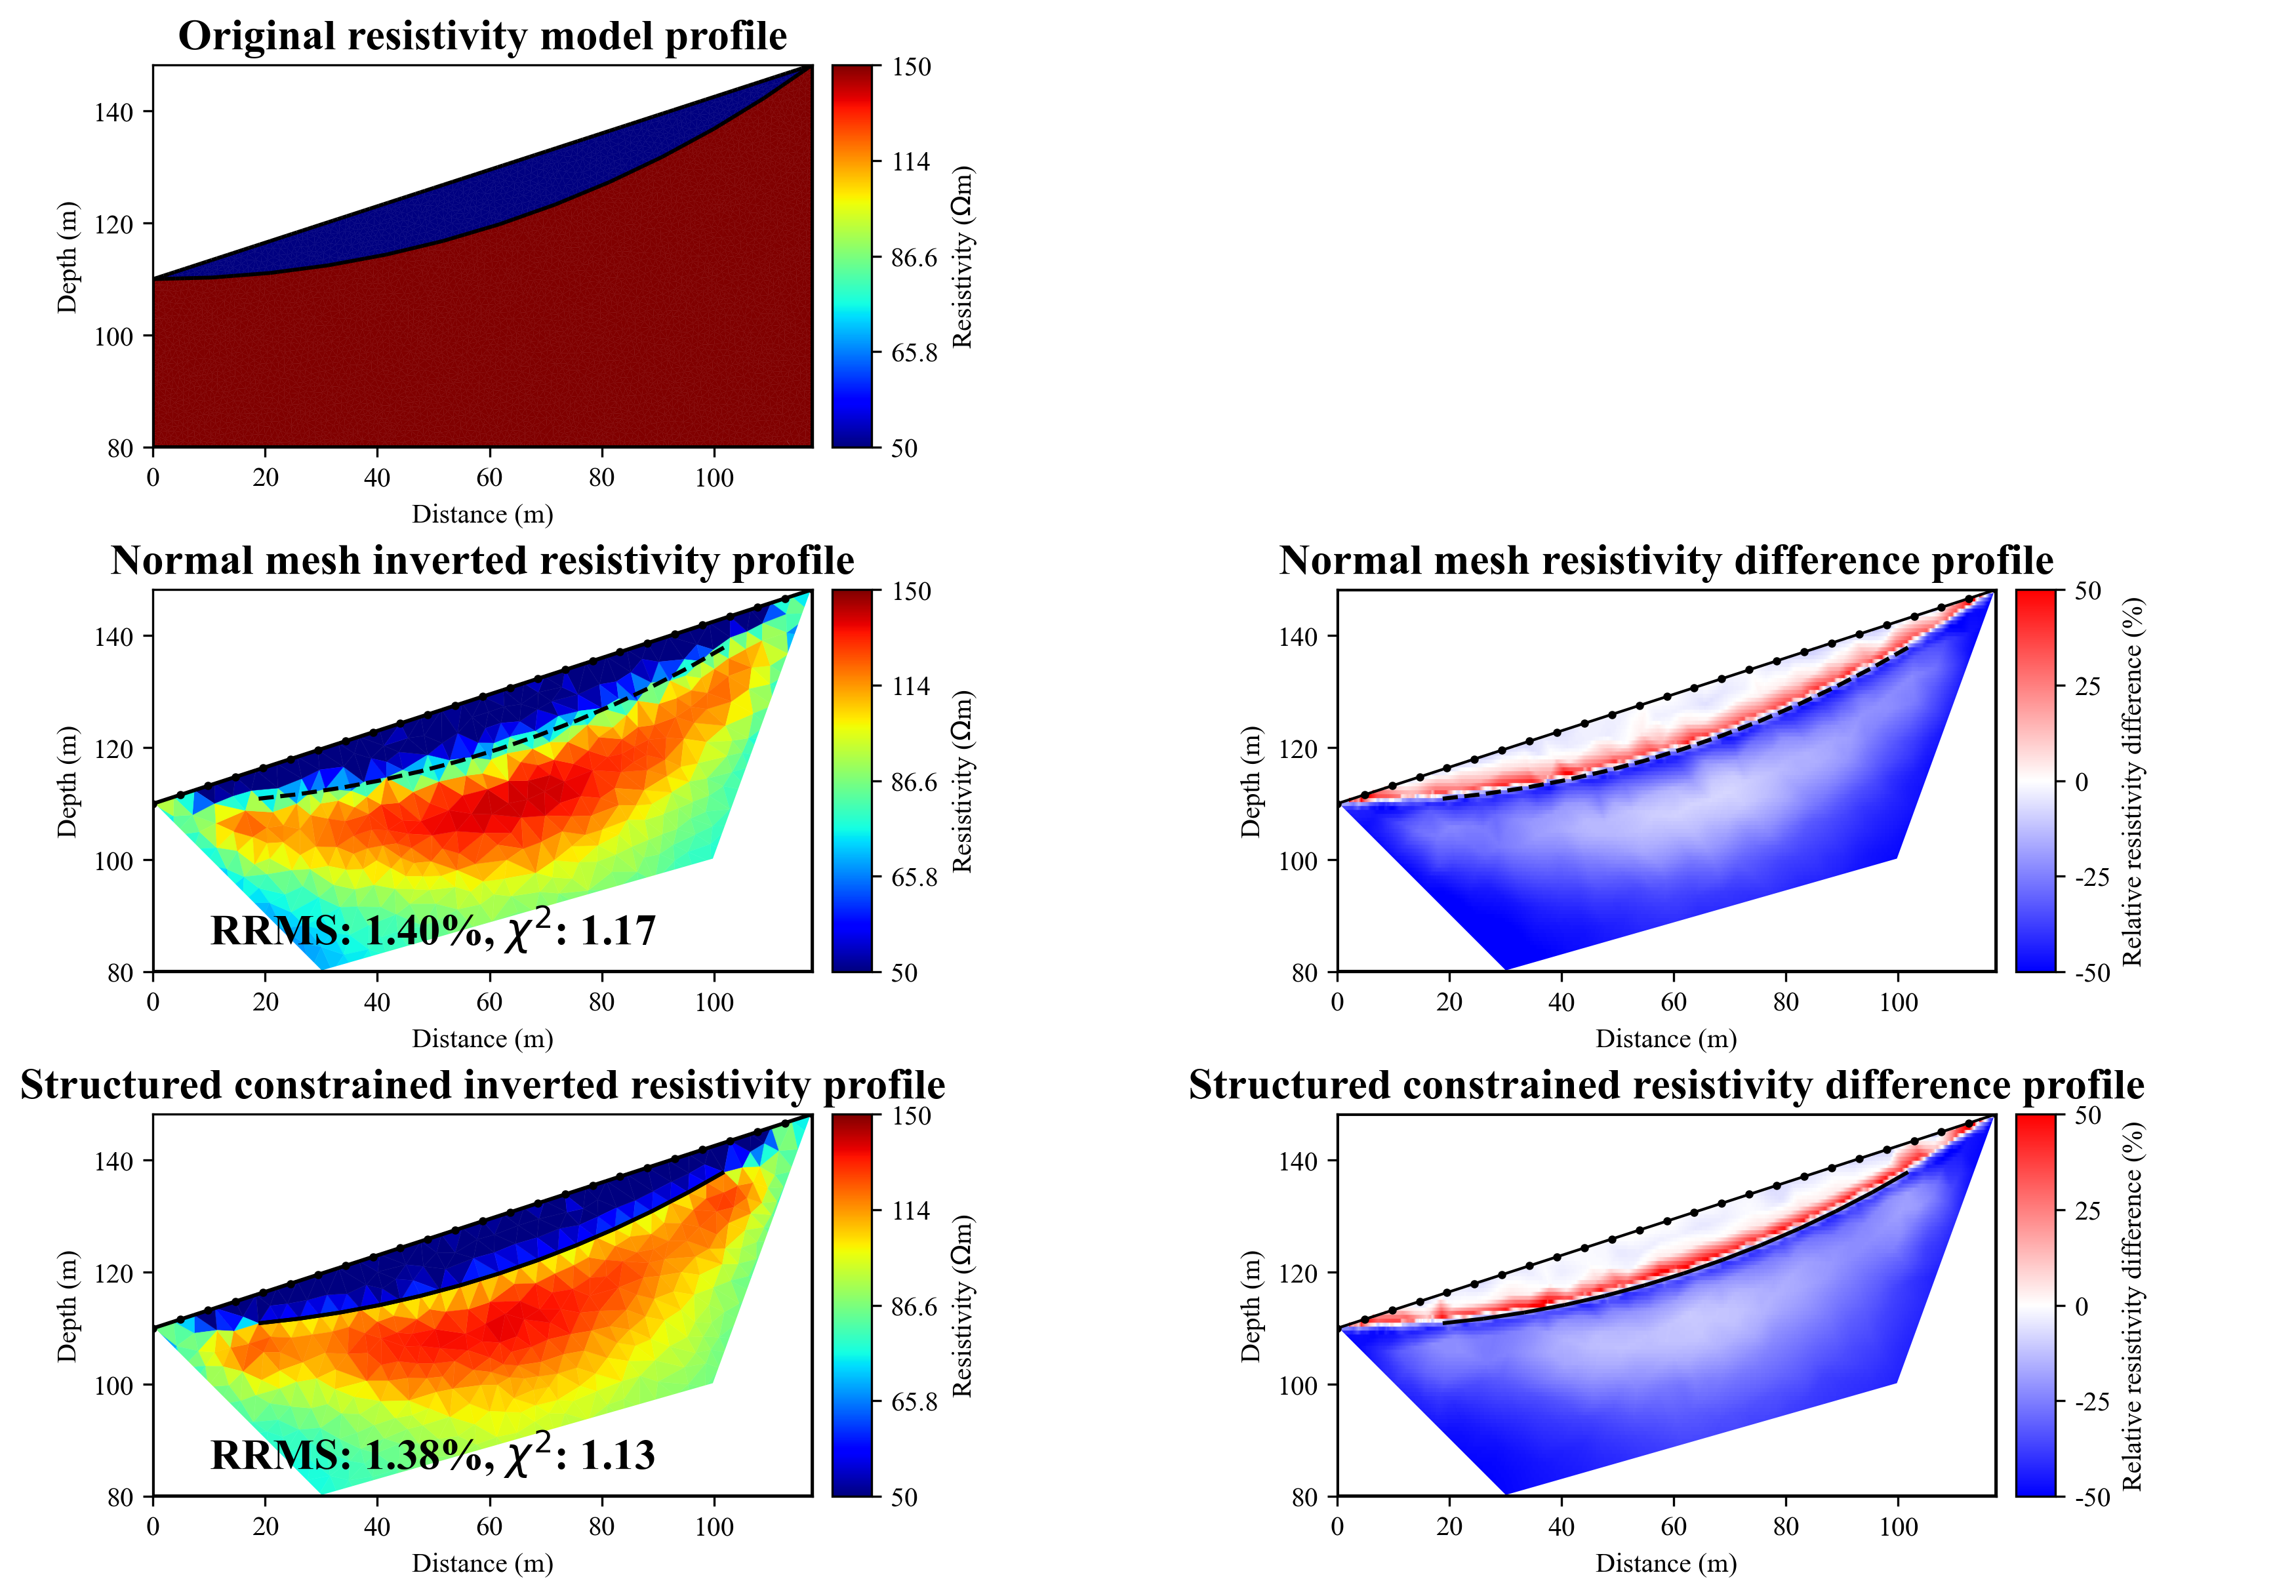 Original resistivity model profile
Depth (m)
140
120
100
80
0 20 40 60 80 100
Distance (m)
150
114
86.6
65.8
50
Resistivity (Ωm)
Normal mesh inverted resistivity profile
Depth (m)
140
120
100
80
RRMS: 1.40%, χ²: 1.17
0 20 40 60 80 100
Distance (m)
150
114
86.6
65.8
50
Resistivity (Ωm)
Normal mesh resistivity difference profile
Depth (m)
140
120
100
80
0 20 40 60 80 100
Distance (m)
50
25
0
-25
-50
Relative resistivity difference (%)
Structured constrained inverted resistivity profile
Depth (m)
140
120
100
80
RRMS: 1.38%, χ²: 1.13
0 20 40 60 80 100
Distance (m)
150
114
86.6
65.8
50
Resistivity (Ωm)
Structured constrained resistivity difference profile
Depth (m)
140
120
100
80
0 20 40 60 80 100
Distance (m)
50
25
0
-25
-50
Relative resistivity difference (%)